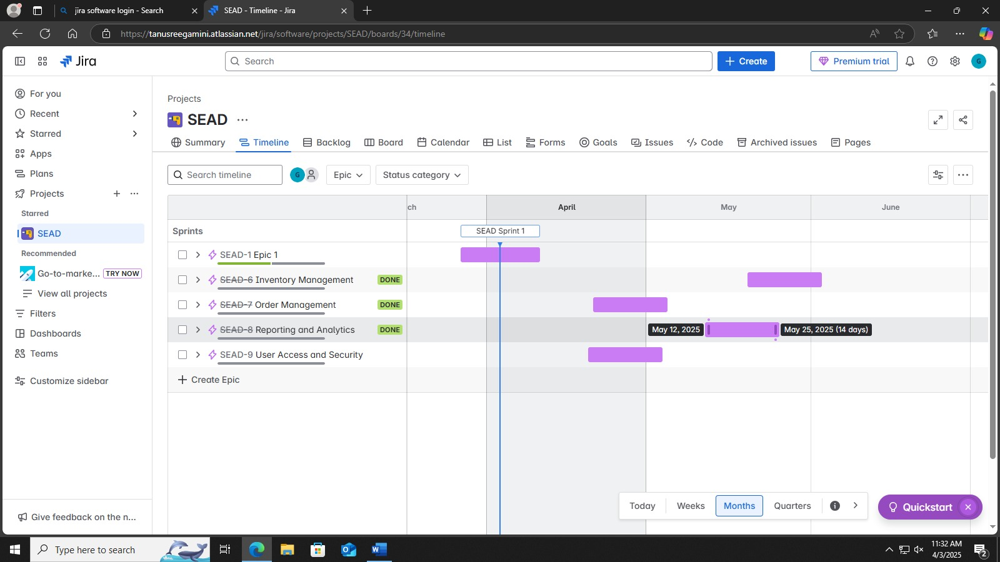 jira software login - Search
SEAD - Timeline - Jira
https://tanusreegamini.atlassian.net/jira/software/projects/SEAD/boards/34/timeline
Jira
Search
Create
Premium trial
G
For you
Recent
Starred
Apps
Plans
Projects
Starred
SEAD
Recommended
Go-to-marke... TRY NOW
View all projects
Filters
Dashboards
Teams
Customize sidebar
Give feedback on the n...
Projects
SEAD
Summary Timeline Backlog Board Calendar List Forms Goals Issues Code Archived issues Pages
Search timeline
G
Epic
Status category
ch April May June
Sprints SEAD Sprint 1
SEAD-1 Epic 1
SEAD-6 Inventory Management DONE
SEAD-7 Order Management DONE
SEAD-8 Reporting and Analytics DONE May 12, 2025 May 25, 2025 (14 days)
SEAD-9 User Access and Security
Create Epic
Today Weeks Months Quarters
Quickstart
Type here to search
11:32 AM
4/3/2025
2